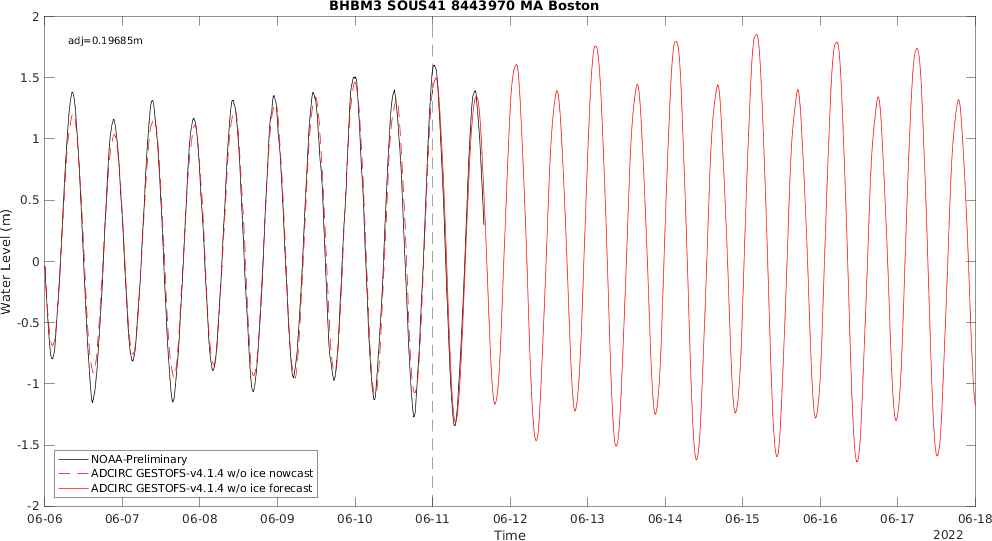 BHBM3 SOUS41 8443970 MA Boston
adj=0.19685m
2
1.5
1
0.5
0
-0.5
-1
-1.5
-2
Water Level (m)
NOAA-Preliminary
ADCIRC GESTOFS-v4.1.4 w/o ice nowcast
ADCIRC GESTOFS-v4.1.4 w/o ice forecast
06-06 06-07 06-08 06-09 06-10 06-11 06-12 06-13 06-14 06-15 06-16 06-17 06-18
Time
2022